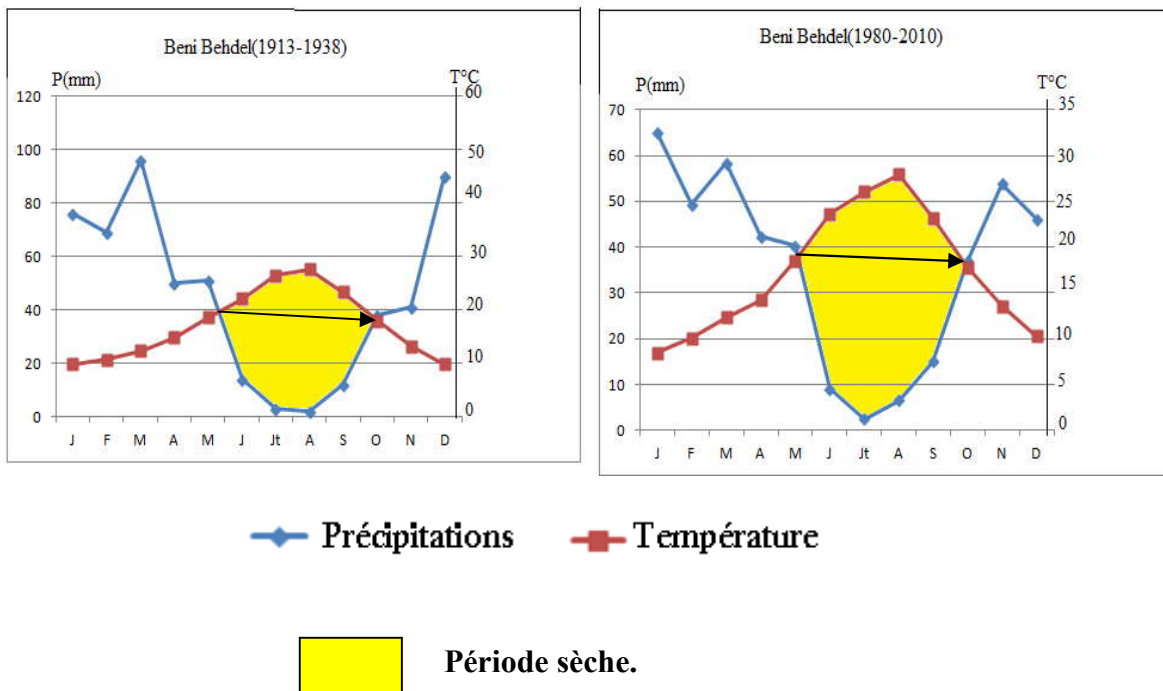 Beni Behdel(1913-1938)
P(mm) T°C
120 60
100 50
80 40
60 30
40 20
20 10
0 0
J F M A M J Jt A S O N D
Beni Behdel(1980-2010)
P(mm) T°C
70 35
60 30
50 25
40 20
30 15
20 10
10 5
0 0
J F M A M J Jt A S O N D
Précipitations Température
Période sèche.